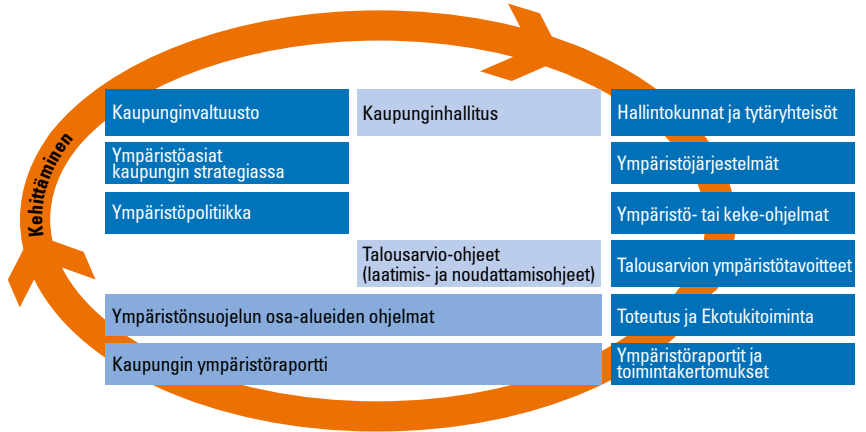 Kehittäminen
Kaupunginvaltuusto
Kaupunginhallitus
Hallintokunnat ja tytäryhteisöt
Ympäristöasiat
kaupungin strategiassa
Ympäristöjärjestelmät
Ympäristöpolitiikka
Ympäristö- tai keke-ohjelmat
Talousarvio-ohjeet
(laatimis- ja noudattamisohjeet)
Talousarvion ympäristötavoitteet
Ympäristönsuojelun osa-alueiden ohjelmat
Toteutus ja Ekotukitoiminta
Kaupungin ympäristöraportti
Ympäristöraportit ja
toimintakertomukset